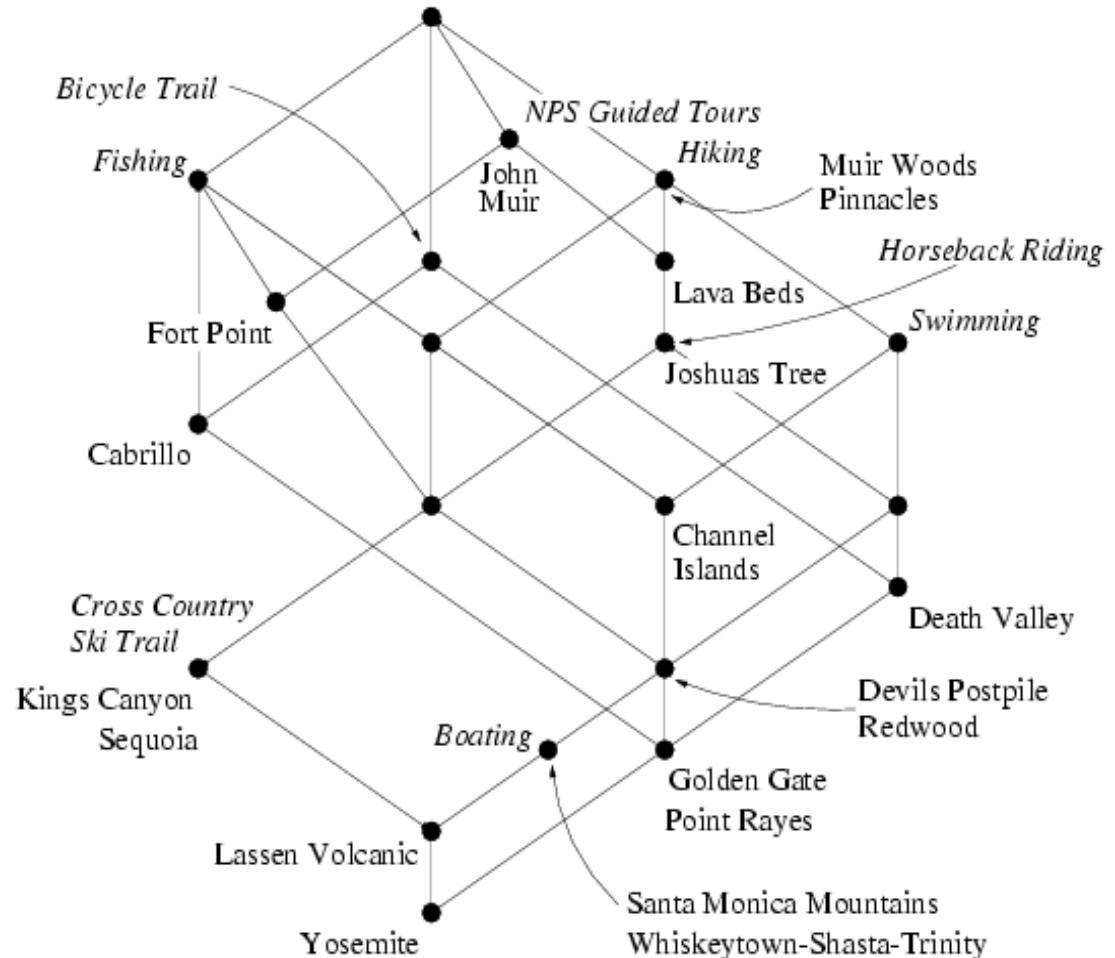 Bicycle Trail
NPS Guided Tours
Fishing
Hiking
John
Muir
Muir Woods
Pinnacles
Horseback Riding
Lava Beds
Swimming
Fort Point
Joshuas Tree
Cabrillo
Channel
Islands
Cross Country
Ski Trail
Death Valley
Kings Canyon
Sequoia
Devils Postpile
Redwood
Boating
Golden Gate
Point Rayes
Lassen Volcanic
Santa Monica Mountains
Whiskeytown-Shasta-Trinity
Yosemite